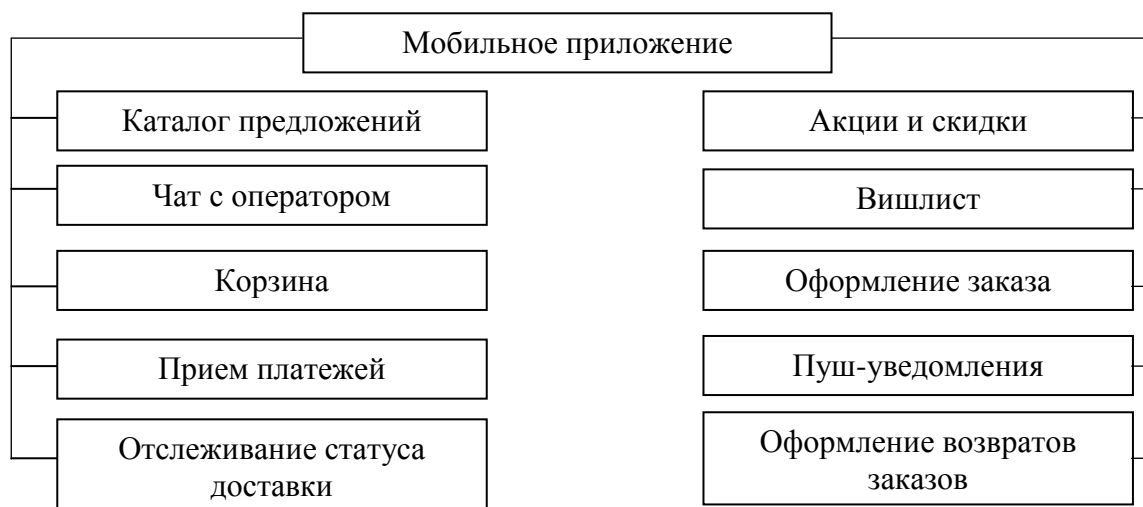 Мобильное приложение
Каталог предложений
Акции и скидки
Чат с оператором
Вишлист
Корзина
Оформление заказа
Прием платежей
Пуш-уведомления
Отслеживание статуса
доставки
Оформление возвратов
заказов